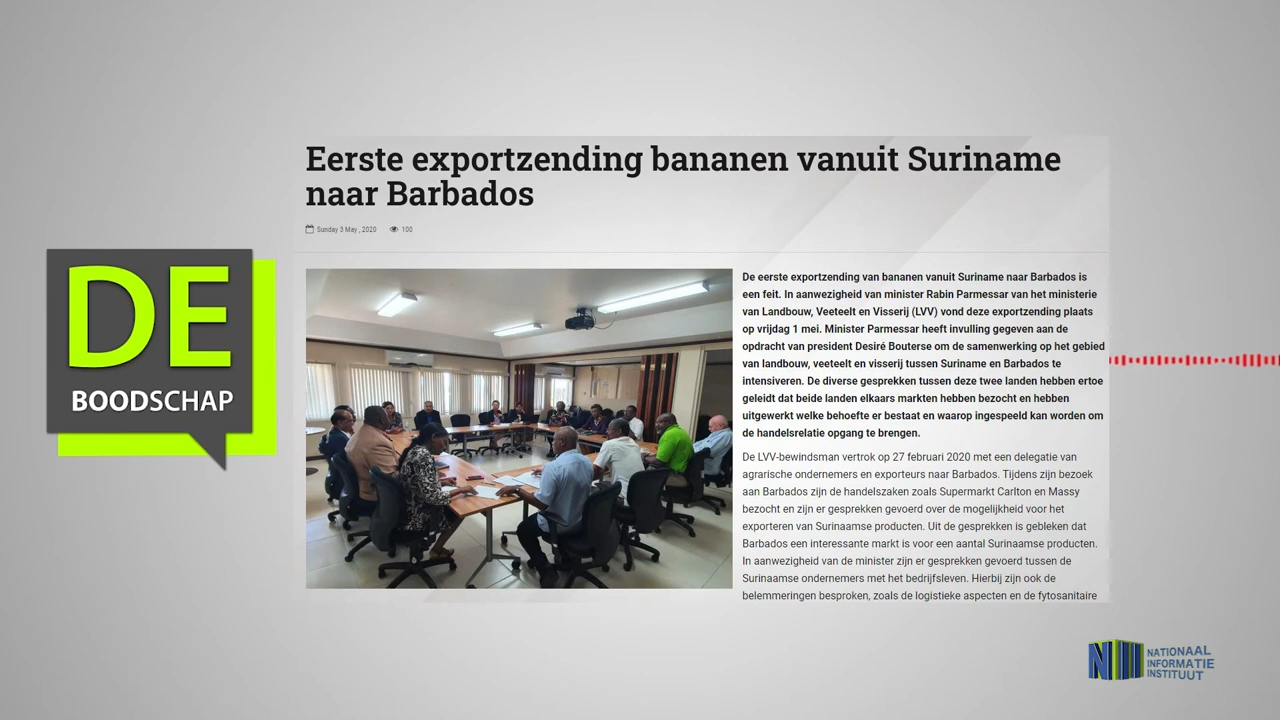 Eerste exportzending bananen vanuit Suriname
naar Barbados
Sunday 3 May , 2020 100
DE
BOODSCHAP
De eerste exportzending van bananen vanuit Suriname naar Barbados is
een feit. In aanwezigheid van minister Rabin Parmessar van het ministerie
van Landbouw, Veeteelt en Visserij (LVV) vond deze exportzending plaats
op vrijdag 1 mei. Minister Parmessar heeft invulling gegeven aan de
opdracht van president Desiré Bouterse om de samenwerking op het gebied
van landbouw, veeteelt en visserij tussen Suriname en Barbados te
intensiveren. De diverse gesprekken tussen deze twee landen hebben ertoe
geleidt dat beide landen elkaars markten hebben bezocht en hebben
uitgewerkt welke behoefte er bestaat en waarop ingespeeld kan worden om
de handelsrelatie opgang te brengen.
De LVV-bewindsman vertrok op 27 februari 2020 met een delegatie van
agrarische ondernemers en exporteurs naar Barbados. Tijdens zijn bezoek
aan Barbados zijn de handelszaken zoals Supermarkt Carlton en Massy
bezocht en zijn er gesprekken gevoerd over de mogelijkheid voor het
exporteren van Surinaamse producten. Uit de gesprekken is gebleken dat
Barbados een interessante markt is voor een aantal Surinaamse producten.
In aanwezigheid van de minister zijn er gesprekken gevoerd tussen de
Surinaamse ondernemers met het bedrijfsleven. Hierbij zijn ook de
belemmeringen besproken, zoals de logistieke aspecten en de fytosanitaire
NATIONAAL
INFORMATIE
INSTITUUT